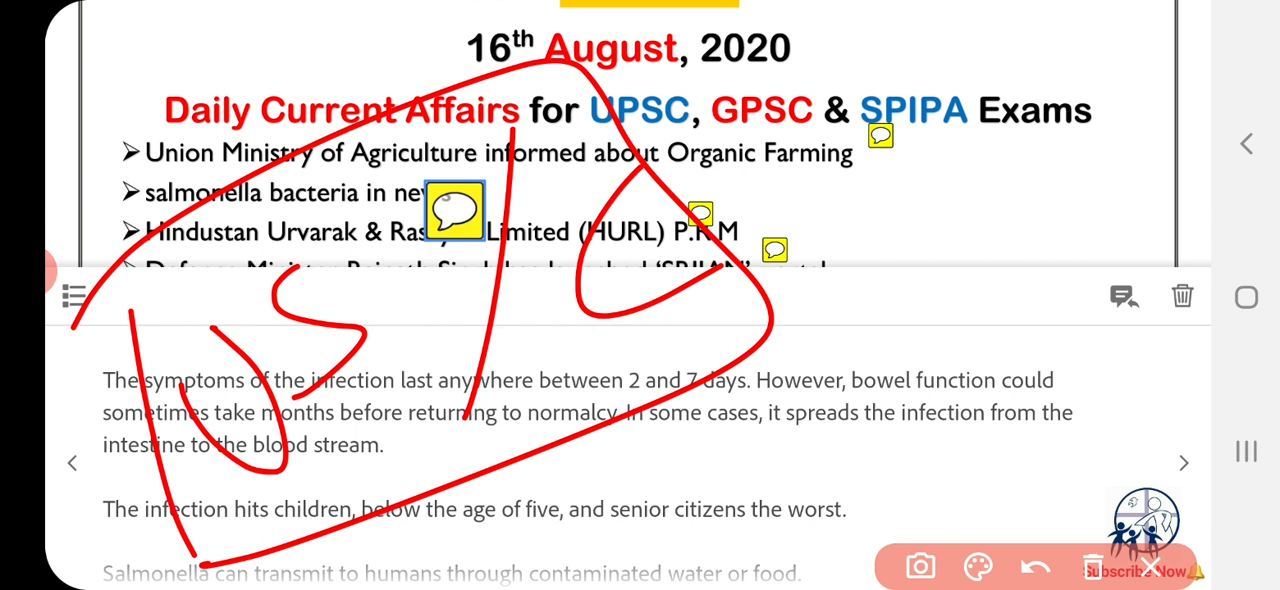 16th August, 2020
Daily Current Affairs for UPSC, GPSC & SPIPA Exams
➢Union Ministry of Agriculture informed about Organic Farming
➢salmonella bacteria in
➢Hindustan Urvarak & Limited (HURL) P.R.M
The symptoms of the infection last anywhere between 2 and 7 days. However, bowel function could
sometimes take months before returning to normalcy. In some cases, it spreads the infection from the
intestine to the blood stream.
The infection hits children, below the age of five, and senior citizens the worst.
Salmonella can transmit to humans through contaminated water or food.
Subscribe Now